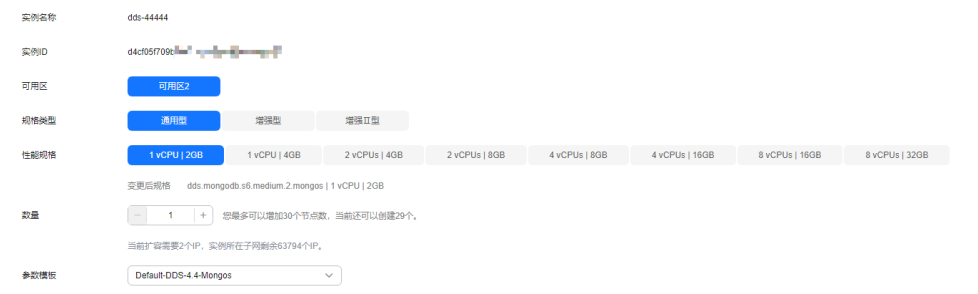 实例名称 dds-44444
实例ID d4cf05f709b
可用区 可用区2
规格类型 通用型 增强型 增强II型
性能规格 1 vCPU | 2GB 1 vCPU | 4GB 2 vCPUs | 4GB 2 vCPUs | 8GB 4 vCPUs | 8GB 4 vCPUs | 16GB 8 vCPUs | 16GB 8 vCPUs | 32GB
变更后规格 dds.mongodb.s6.medium.2.mongos | 1 vCPU | 2GB
数量 − 1 + 您最多可以增加30个节点数，当前还可以创建29个。
当前扩容需要2个IP，实例所在子网剩余63794个IP。
参数模板 Default-DDS-4.4-Mongos